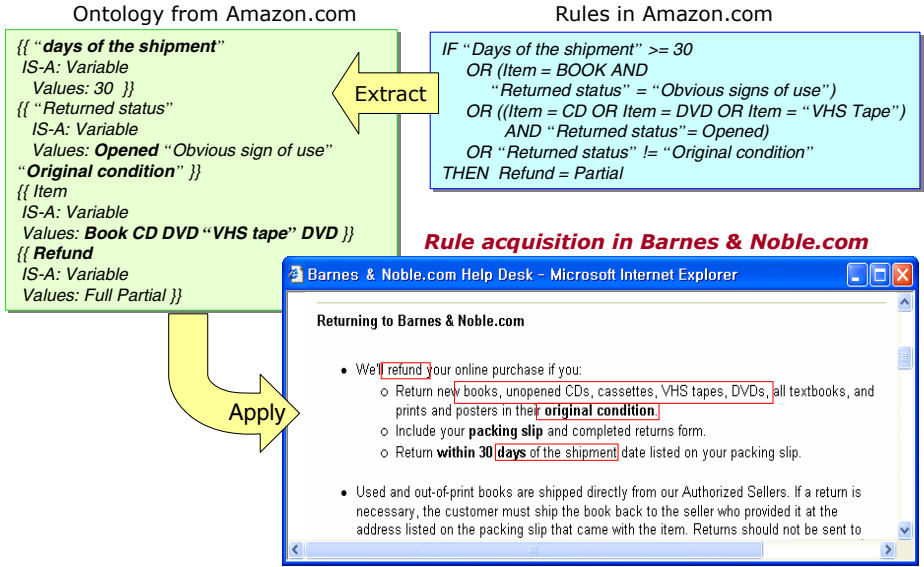 Ontology from Amazon.com
{{ “days of the shipment”
IS-A: Variable
Values: 30 }}
{{ “Returned status”
IS-A: Variable
Values: Opened “Obvious sign of use”
“Original condition” }}
{{ Item
IS-A: Variable
Values: Book CD DVD “VHS tape” DVD }}
{{ Refund
IS-A: Variable
Values: Full Partial }}
Extract
Rules in Amazon.com
IF “Days of the shipment” >= 30
OR (Item = BOOK AND
“Returned status” = “Obvious signs of use”)
OR ((Item = CD OR Item = DVD OR Item = “VHS Tape”)
AND “Returned status”= Opened)
OR “Returned status” != “Original condition”
THEN Refund = Partial
Rule acquisition in Barnes & Noble.com
Barnes & Noble.com Help Desk - Microsoft Internet Explorer
Apply
Returning to Barnes & Noble.com
• We'll refund your online purchase if you:
o Return new books, unopened CDs, cassettes, VHS tapes, DVDs, all textbooks, and
prints and posters in their original condition.
o Include your packing slip and completed returns form.
o Return within 30 days of the shipment date listed on your packing slip.
• Used and out-of-print books are shipped directly from our Authorized Sellers. If a return is
necessary, the customer must ship the book back to the seller who provided it at the
address listed on the packing slip that came with the item. Returns should not be sent to